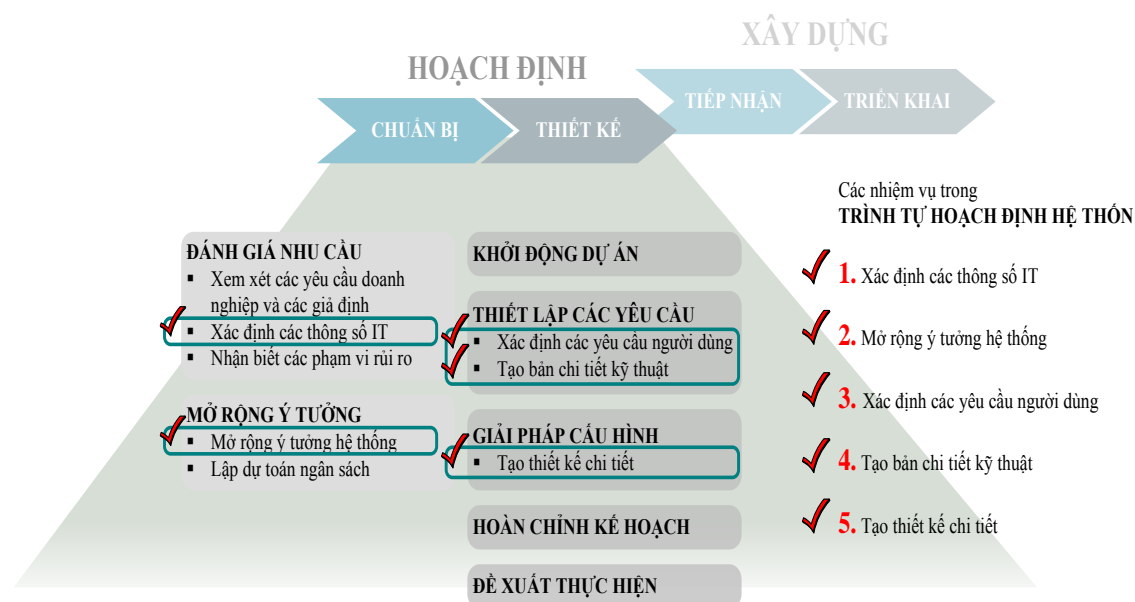 XÂY DỰNG
HOẠCH ĐỊNH
TIẾP NHẬN
TRIỂN KHAI
CHUẨN BỊ
THIẾT KẾ
Các nhiệm vụ trong
TRÌNH TỰ HOẠCH ĐỊNH HỆ THỐN
ĐÁNH GIÁ NHU CẦU
▪ Xem xét các yêu cầu doanh
nghiệp và các giả định
▪ Xác định các thông số IT
▪ Nhận biết các phạm vi rủi ro
MỞ RỘNG Ý TƯỞNG
▪ Mở rộng ý tưởng hệ thống
▪ Lập dự toán ngân sách
KHỞI ĐỘNG DỰ ÁN
THIẾT LẬP CÁC YÊU CẦU
▪ Xác định các yêu cầu người dùng
▪ Tạo bản chi tiết kỹ thuật
GIẢI PHÁP CẤU HÌNH
▪ Tạo thiết kế chi tiết
HOÀN CHỈNH KẾ HOẠCH
ĐỀ XUẤT THỰC HIỆN
1. Xác định các thông số IT
2. Mở rộng ý tưởng hệ thống
3. Xác định các yêu cầu người dùng
4. Tạo bản chi tiết kỹ thuật
5. Tạo thiết kế chi tiết